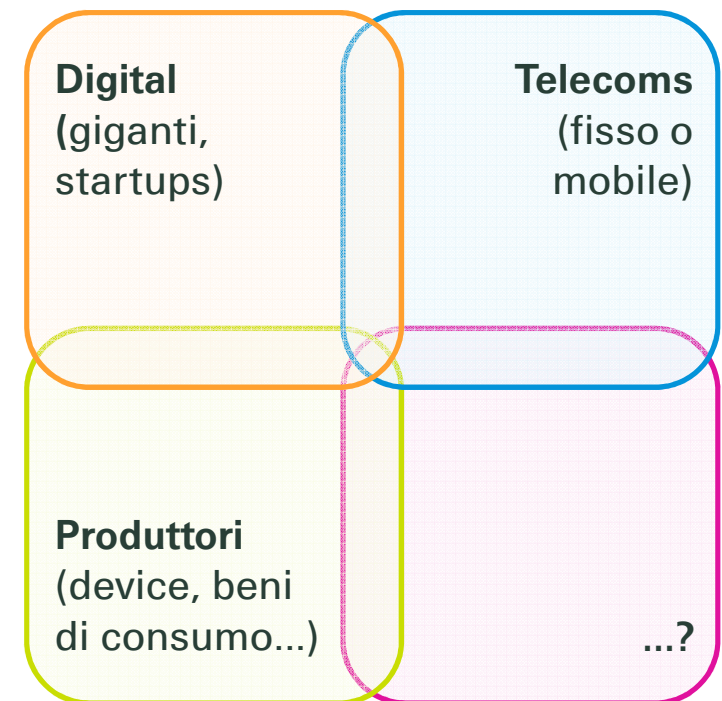 Digital
(giganti,
startups)
Telecoms
(fisso o
mobile)
Produttori
(device, beni
di consumo...)
...?